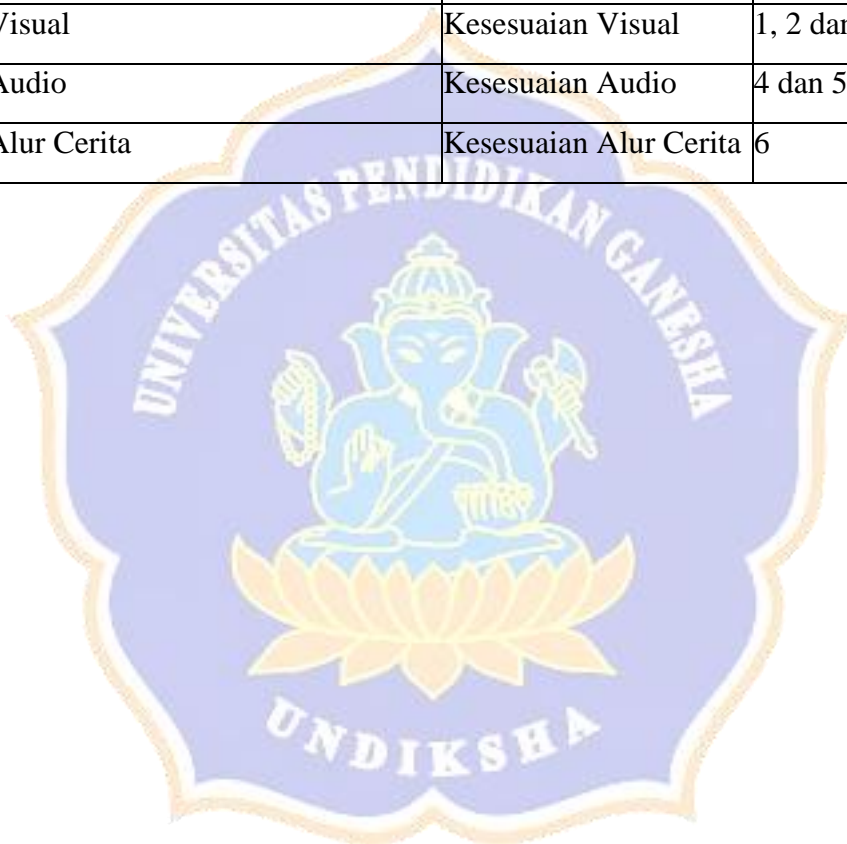 Visual Kesesuaian Visual 1, 2 dan
Audio Kesesuaian Audio 4 dan 5
Alur Cerita Kesesuaian Alur Cerita 6
UNIVERSITAS PENDIDIKAN GANESHA
UNDIKSHA